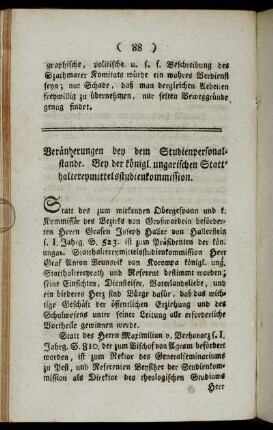 ( 88 )
graphische, politische u. s. f. Beschreibung des
Szathmarer Komitats würde ein wahres Verdienst
seyn; nur Schade, daß man dergleichen Arbeiten
freywillig zu übernehmen, nur selten Beweggründe
genug findet.
Veränderungen bey dem Studienpersonal-
stande. Bey der königl. ungarischen Statt-
haltereymittelsstudienkommission.
Statt des zum wirkenden Obergespann und k.
Kommissär des Bezirks von Großwardein beförder-
ten Herrn Grafen Joseph Haller von Hallerstein
s. I. Jahrg. S. 523. ist zum Präsidenten der kön.
ungar. Statthaltereymittelsstudienkommission Herr
Graf Anton Brunsvik von Korompa königl. ung.
Statthaltereyrath und Referent bestimmt worden;
seine Einsichten, Diensteifer, Vaterlandsliebe, und
ein biederes Herz sind Bürge dafür, daß das wich-
tige Geschäft der öffentlichen Erziehung und des
Schulwesens unter seiner Leitung alle erforderliche
Vortheile gewinnen werde.
Statt des Herrn Maximilian v. Verhovacz s. I.
Jahrg. S. 310, der zum Bischof von Agram befördert
worden, ist zum Rektor des Generalseminariums
zu Pest, und Referenten Beysitzer der Studienkom-
mission als Direktor des theologischen Studiums
Herr